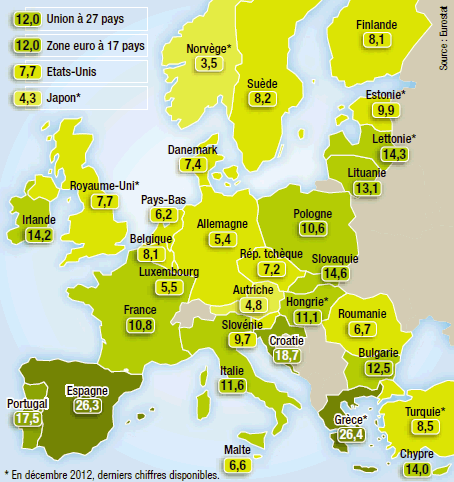 12,0 Union à 27 pays
12,0 Zone euro à 17 pays
7,7 Etats-Unis
4,3 Japon*
Source : Eurostat
Finlande
8,1
Norvège*
3,5
Suède
8,2
Estonie*
9,9
Lettonie*
14,3
Lituanie
13,1
Danemark
7,4
Royaume-Uni*
7,7
Irlande
14,2
Pays-Bas
6,2
Belgique
8,1
Luxembourg
5,5
Allemagne
5,4
Pologne
10,6
Rép. tchèque
7,2
Slovaquie
14,6
Autriche
4,8
Hongrie*
11,1
France
10,8
Slovénie
9,7
Croatie
18,7
Roumanie
6,7
Bulgarie
12,5
Italie
11,6
Espagne
26,3
Portugal
17,5
Grèce*
26,4
Turquie*
8,5
Malte
6,6
Chypre
14,0
* En décembre 2012, derniers chiffres disponibles.